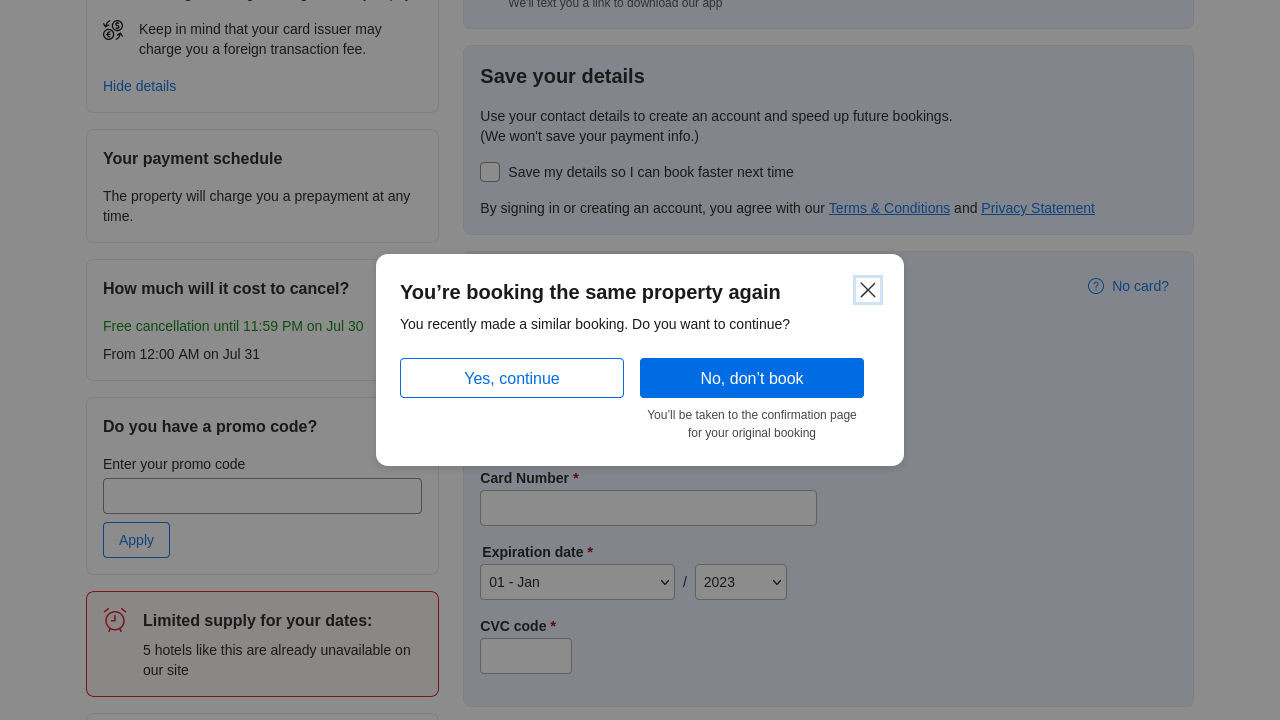 Keep in mind that your card issuer may
charge you a foreign transaction fee.
Hide details
Your payment schedule
The property will charge you a prepayment at any
time.
How much will it cost to cancel?
Free cancellation until 11:59 PM on Jul 30
From 12:00 AM on Jul 31
Do you have a promo code?
Enter your promo code
Apply
Limited supply for your dates:
5 hotels like this are already unavailable on
our site
We'll text you a link to download our app
Save your details
Use your contact details to create an account and speed up future bookings.
(We won't save your payment info.)
Save my details so I can book faster next time
By signing in or creating an account, you agree with our Terms & Conditions and Privacy Statement
No card?
You’re booking the same property again
You recently made a similar booking. Do you want to continue?
Yes, continue
No, don’t book
You’ll be taken to the confirmation page
for your original booking
Card Number *
Expiration date *
01 - Jan / 2023
CVC code *